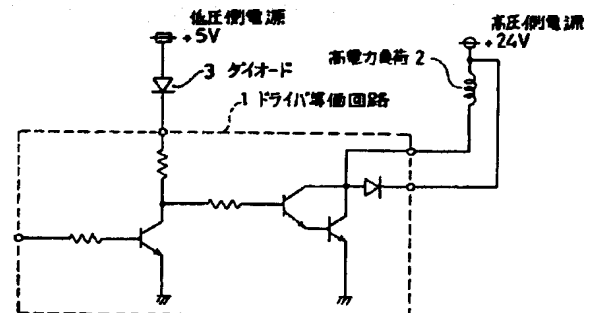 低圧側電源
+5V
高圧側電源
+24V
高電力負荷 2
3 ダイオード
1 ドライバ等価回路